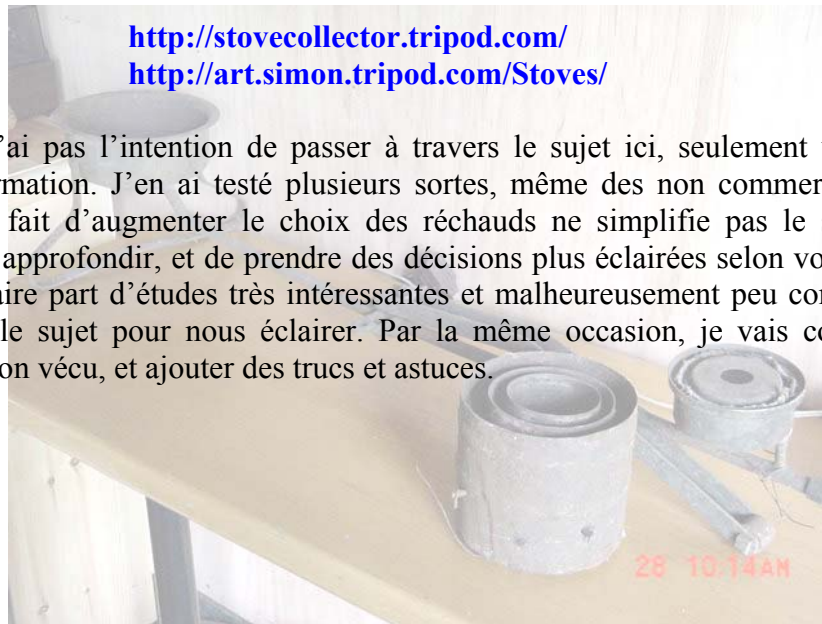 http://stovecollector.tripod.com/
http://art.simon.tripod.com/Stoves/
'ai pas l'intention de passer à travers le sujet ici, seulement
rmation. J'en ai testé plusieurs sortes, même des non commer
fait d'augmenter le choix des réchauds ne simplifie pas le
approfondir, et de prendre des décisions plus éclairées selon vo
aire part d'études très intéressantes et malheureusement peu co
le sujet pour nous éclairer. Par la même occasion, je vais co
on vécu, et ajouter des trucs et astuces.
28 10:14AM